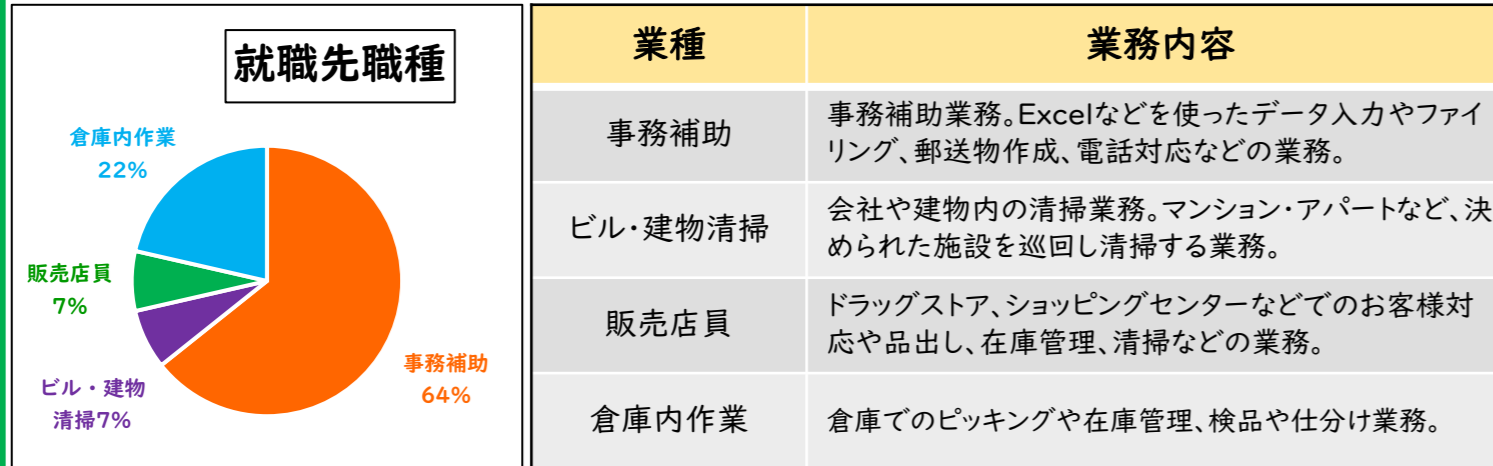 就職先職種
倉庫内作業
22%
販売店員
7%
ビル・建物
清掃7%
事務補助
64%
業種
業務内容
事務補助
事務補助業務。Excelなどを使ったデータ入力やファイ
リング、郵送物作成、電話対応などの業務。
ビル・建物清掃
会社や建物内の清掃業務。マンション・アパートなど、決
められた施設を巡回し清掃する業務。
販売店員
ドラッグストア、ショッピングセンターなどでのお客様対
応や品出し、在庫管理、清掃などの業務。
倉庫内作業
倉庫でのピッキングや在庫管理、検品や仕分け業務。